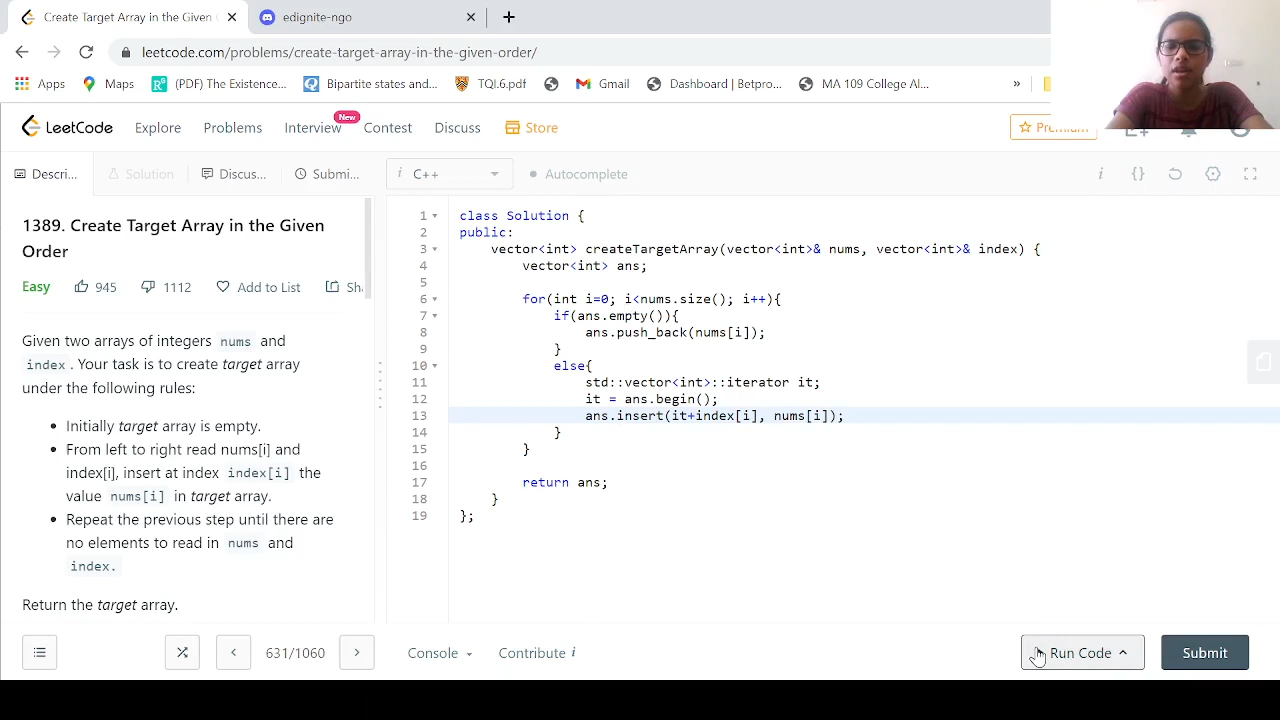 Create Target Array in the Given
edignite-ngo
leetcode.com/problems/create-target-array-in-the-given-order/
Apps
Maps
(PDF) The Existence...
Bipartite states and...
QI.6.pdf
Gmail
Dashboard | Betpro...
MA 109 College Al...
»
LeetCode
Explore
Problems
Interview
New
Contest
Discuss
Store
Descri...
Solution
Discus...
Submi...
i C++
Autocomplete
i
{}
1389. Create Target Array in the Given
Order
Easy
945
1112
Add to List
Given two arrays of integers nums and
index . Your task is to create target array
under the following rules:
• Initially target array is empty.
• From left to right read nums[i] and
index[i], insert at index index[i] the
value nums[i] in target array.
• Repeat the previous step until there are
no elements to read in nums and
index.
Return the target array.
1 class Solution {
2 public:
3 vector<int> createTargetArray(vector<int>& nums, vector<int>& index) {
4 vector<int> ans;
5
6 for(int i=0; i<nums.size(); i++){
7 if(ans.empty()){
8 ans.push_back(nums[i]);
9 }
10 else{
11 std::vector<int>::iterator it;
12 it = ans.begin();
13 ans.insert(it+index[i], nums[i]);
14 }
15 }
16
17 return ans;
18 }
19 };
631/1060
Console
Contribute i
Run Code
Submit